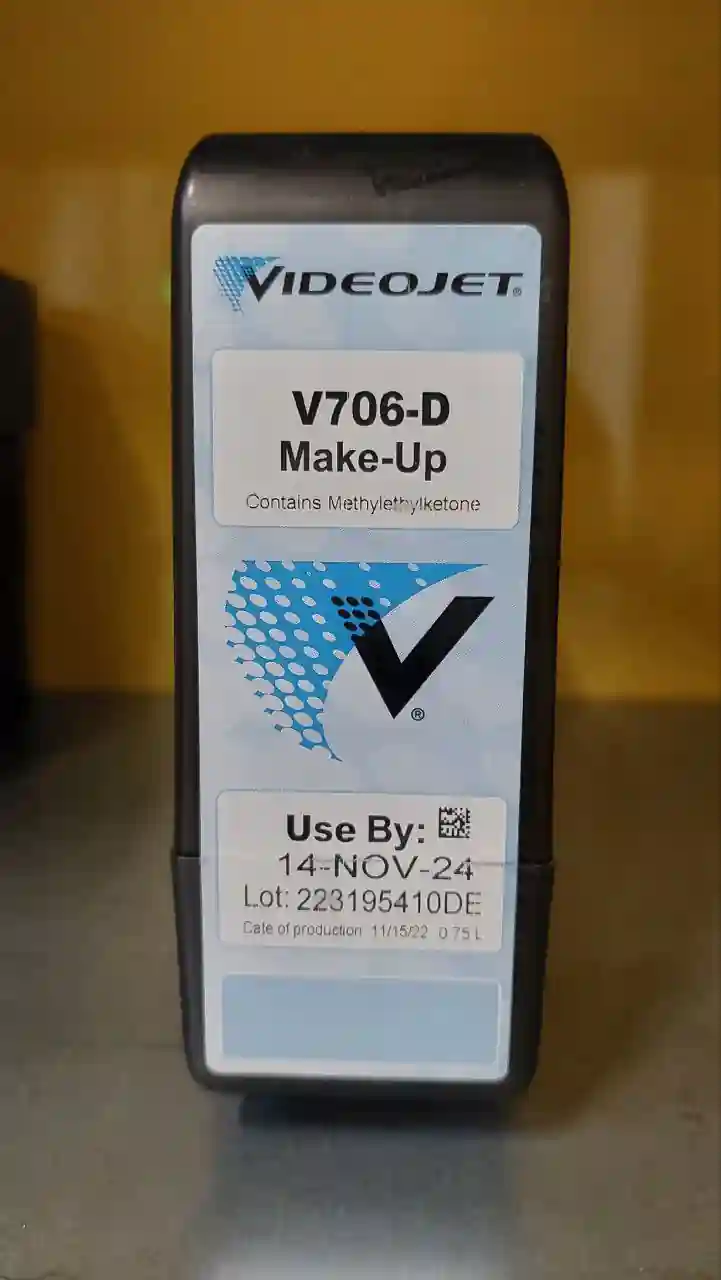 VIDEOJET®
V706-D
Make-Up
Contains Methylethylketone
V®
Use By:
14-NOV-24
Lot: 223195410DE
Date of production 11/15/22 0.75 L